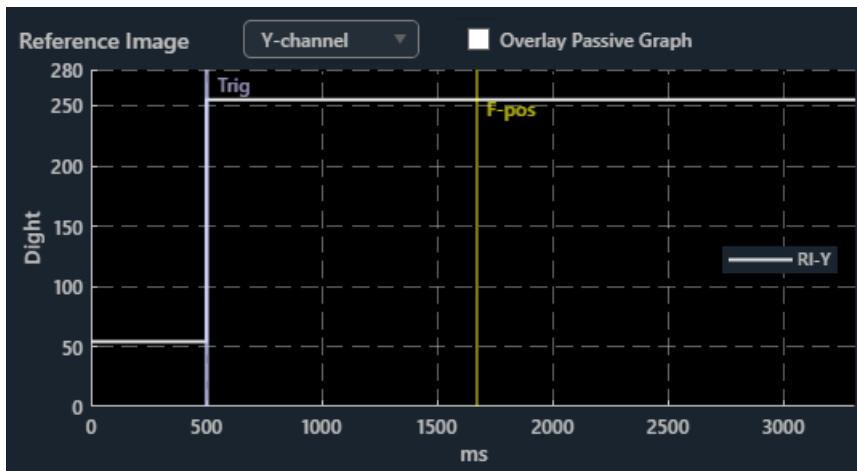 Reference Image Y-channel Overlay Passive Graph
280
Trig
250
F-pos
200
Dight
150
RI-Y
100
50
0
0 500 1000 1500 2000 2500 3000
ms